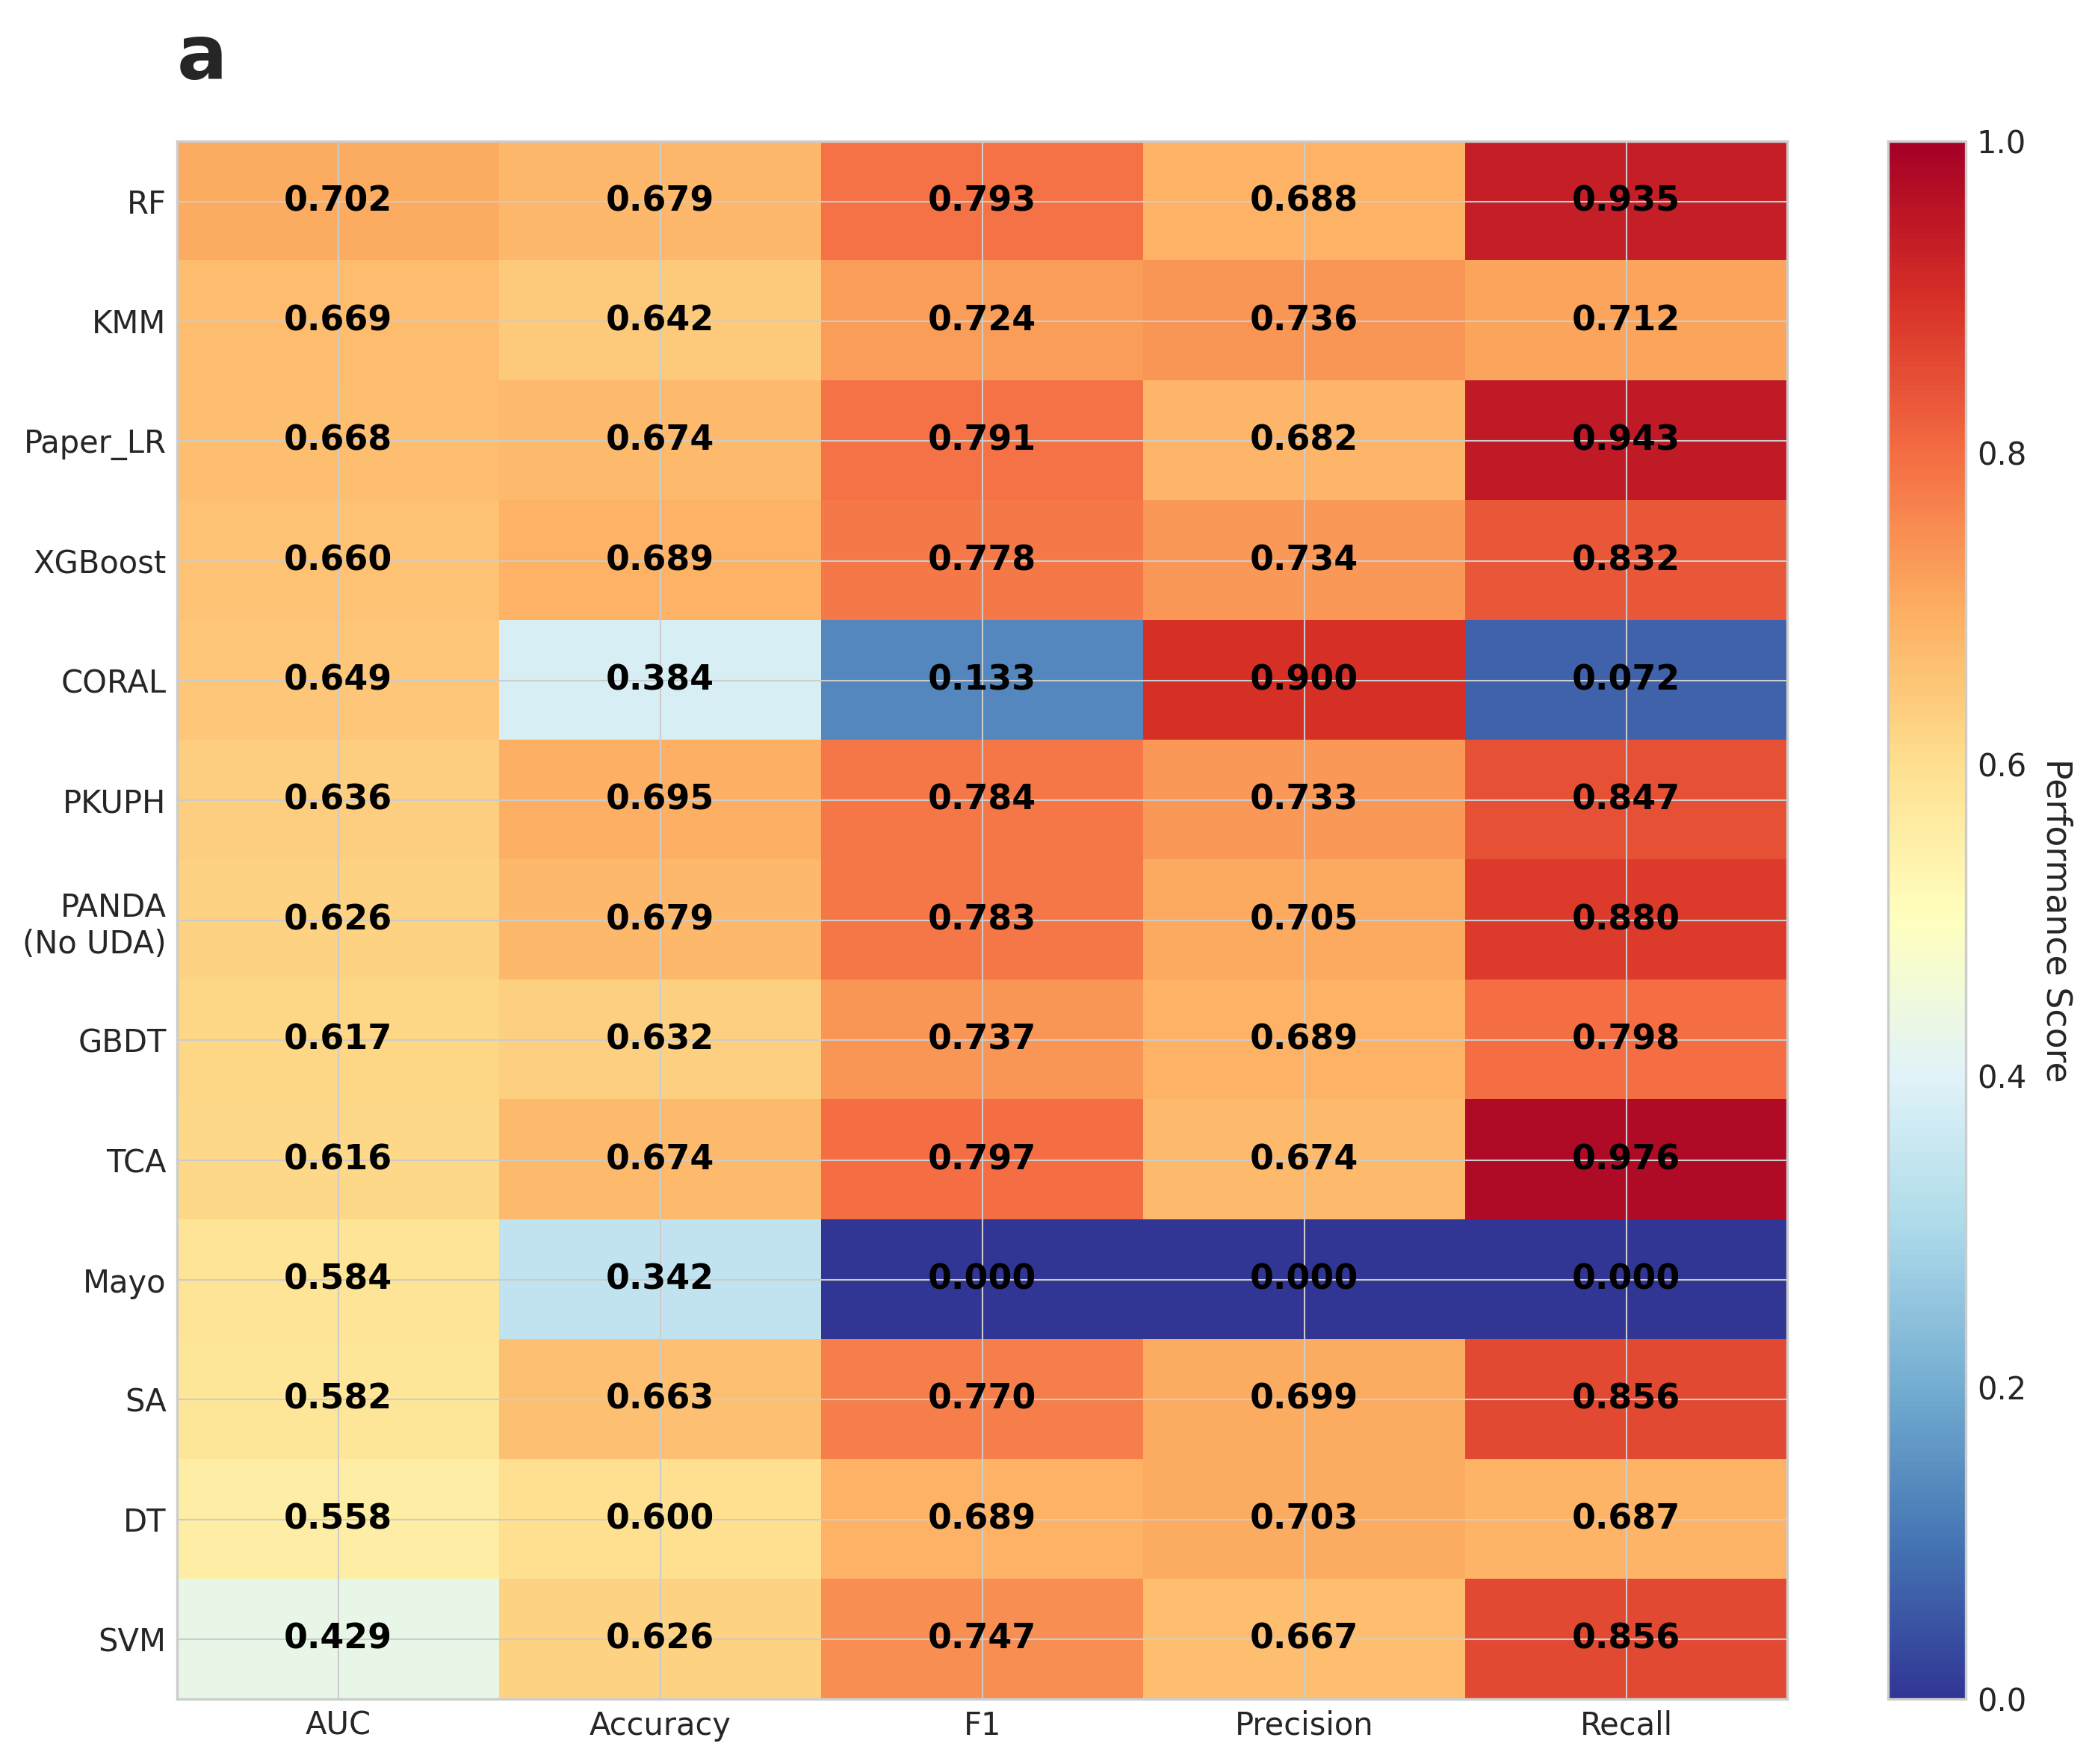 a
RF 0.702 0.679 0.793 0.688 0.935
KMM 0.669 0.642 0.724 0.736 0.712
Paper_LR 0.668 0.674 0.791 0.682 0.943
XGBoost 0.660 0.689 0.778 0.734 0.832
CORAL 0.649 0.384 0.133 0.900 0.072
PKUPH 0.636 0.695 0.784 0.733 0.847
PANDA
(No UDA) 0.626 0.679 0.783 0.705 0.880
GBDT 0.617 0.632 0.737 0.689 0.798
TCA 0.616 0.674 0.797 0.674 0.976
Mayo 0.584 0.342 0.000 0.000 0.000
SA 0.582 0.663 0.770 0.699 0.856
DT 0.558 0.600 0.689 0.703 0.687
SVM 0.429 0.626 0.747 0.667 0.856
AUC Accuracy F1 Precision Recall
1.0
0.8
0.6
0.4
0.2
0.0
Performance Score